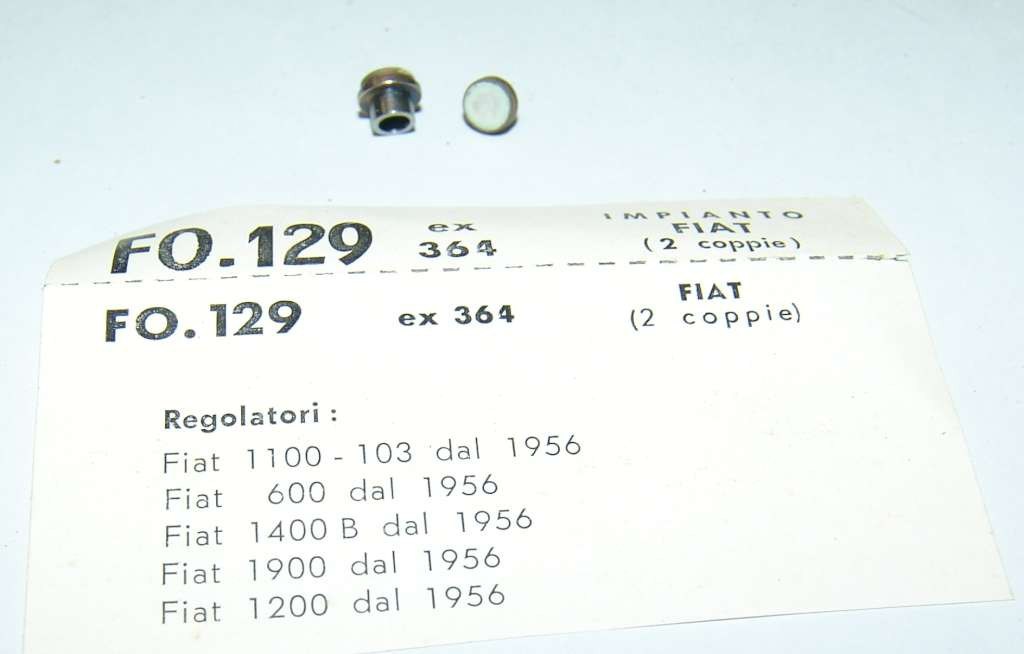 IMPIANTO
FO.129 ex 364 FIAT
(2 coppie)
FO.129 ex 364 FIAT
(2 coppie)
Regolatori:
Fiat 1100 - 103 dal 1956
Fiat 600 dal 1956
Fiat 1400 B dal 1956
Fiat 1900 dal 1956
Fiat 1200 dal 1956